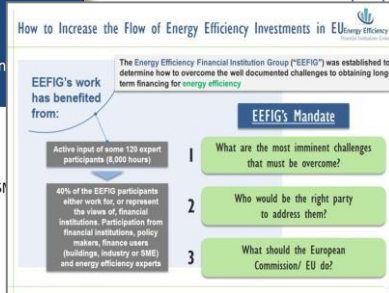 How to Increase the Flow of Energy Efficiency Investments in EU
Energy Efficiency
Financial Institutions Group
The Energy Efficiency Financial Institution Group ("EEFIG") was established to
determine how to overcome the well documented challenges to obtaining long
term financing for energy efficiency
EEFIG's work
has benefited
from:
Active input of some 120 expert
participants (8,000 hours)
40% of the EEFIG participants
either work for, or represent
the views of, financial
institutions. Participation from
financial institutions, policy
makers, finance users
(buildings, industry or SME)
and energy efficiency experts
EEFIG's Mandate
1
What are the most imminent challenges
that must be overcome?
2
Who would be the right party
to address them?
3
What should the European
Commission/ EU do?